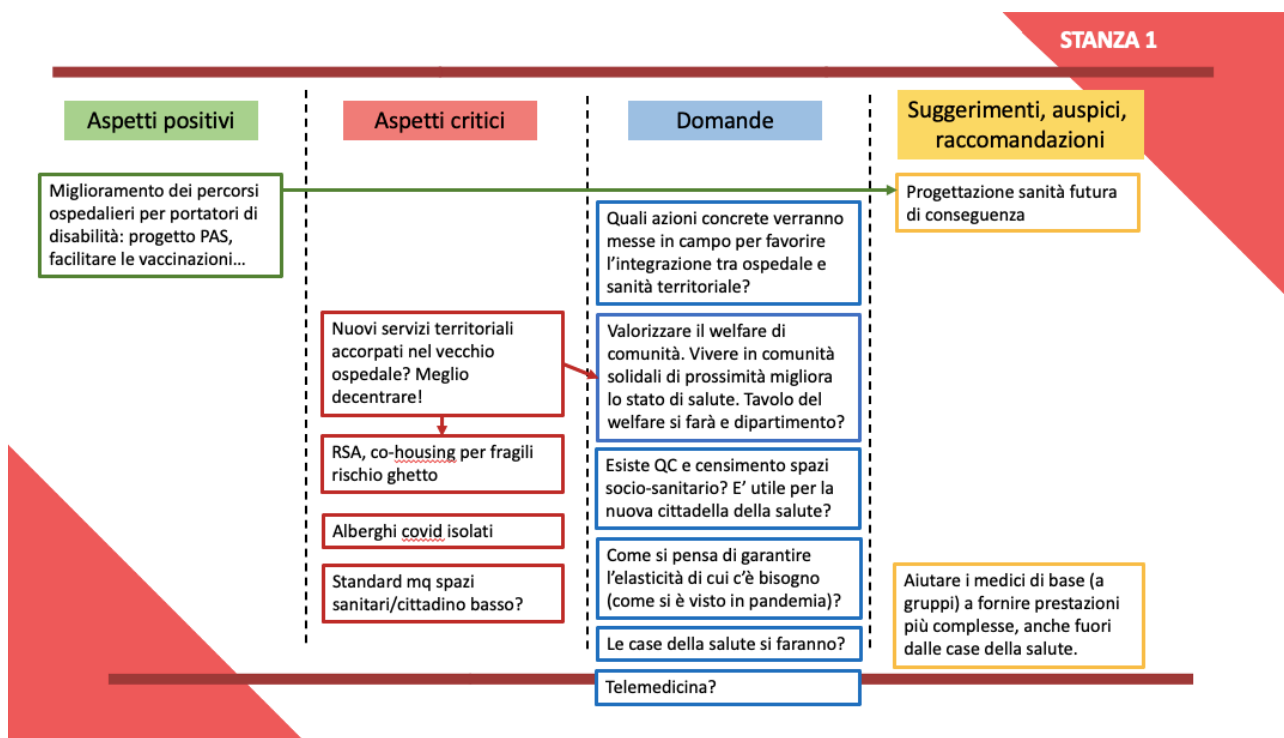 STANZA 1
Aspetti positivi
Miglioramento dei percorsi
ospedalieri per portatori di
disabilità: progetto PAS,
facilitare le vaccinazioni…
Aspetti critici
Nuovi servizi territoriali
accorpati nel vecchio
ospedale? Meglio
decentrare!
RSA, co-housing per fragili
rischio ghetto
Alberghi covid isolati
Standard mq spazi
sanitari/cittadino basso?
Domande
Quali azioni concrete verranno
messe in campo per favorire
l’integrazione tra ospedale e
sanità territoriale?
Valorizzare il welfare di
comunità. Vivere in comunità
solidali di prossimità migliora
lo stato di salute. Tavolo del
welfare si farà e dipartimento?
Esiste QC e censimento spazi
socio-sanitario? E’ utile per la
nuova cittadella della salute?
Come si pensa di garantire
l’elasticità di cui c’è bisogno
(come si è visto in pandemia)?
Le case della salute si faranno?
Telemedicina?
Suggerimenti, auspici,
raccomandazioni
Progettazione sanità futura
di conseguenza
Aiutare i medici di base (a
gruppi) a fornire prestazioni
più complesse, anche fuori
dalle case della salute.